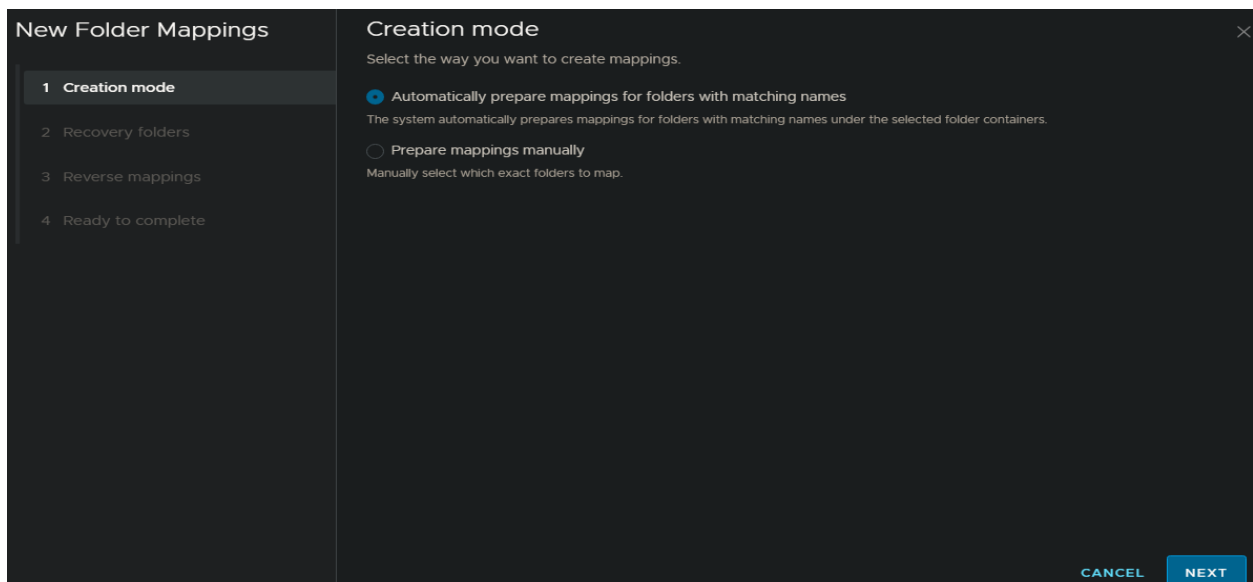 New Folder Mappings
1 Creation mode
2 Recovery folders
3 Reverse mappings
4 Ready to complete
Creation mode
Select the way you want to create mappings.
Automatically prepare mappings for folders with matching names
The system automatically prepares mappings for folders with matching names under the selected folder containers.
Prepare mappings manually
Manually select which exact folders to map.
CANCEL NEXT